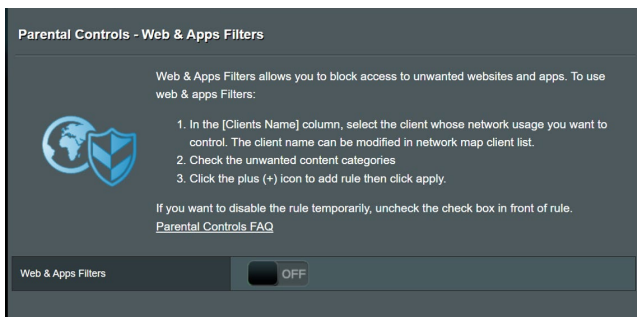 Parental Controls - Web & Apps Filters
Web & Apps Filters allows you to block access to unwanted websites and apps. To use
web & apps Filters:
1. In the [Clients Name] column, select the client whose network usage you want to
control. The client name can be modified in network map client list.
2. Check the unwanted content categories
3. Click the plus (+) icon to add rule then click apply.
If you want to disable the rule temporarily, uncheck the check box in front of rule.
Parental Controls FAQ
Web & Apps Filters
OFF